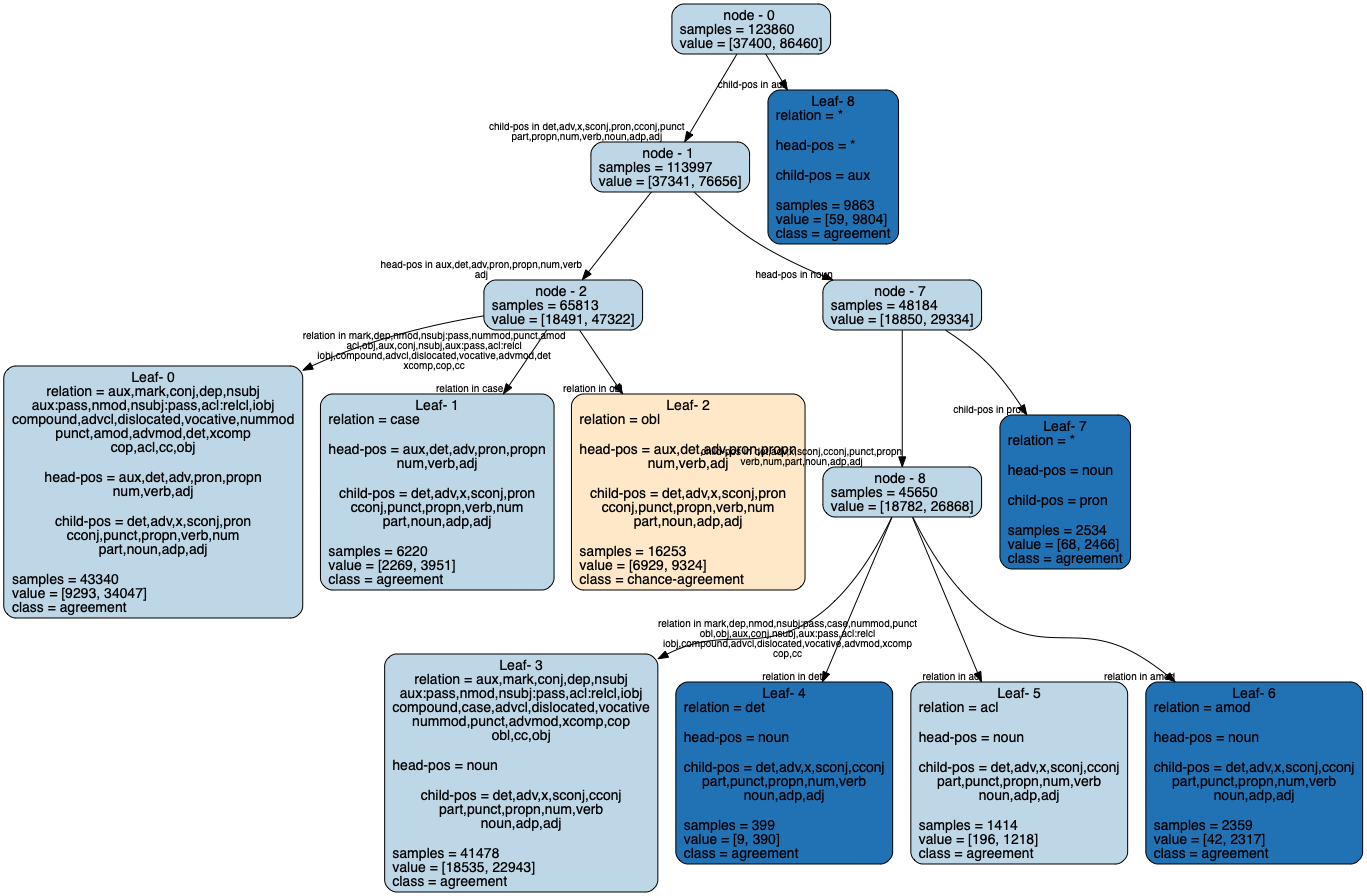 node - 0
samples = 123860
value = [37400, 86460]
child-pos in aux
Leaf- 8
relation = *
head-pos = *
child-pos = aux
samples = 9863
value = [59, 9804]
class = agreement
child-pos in det,adv,x,sconj,pron,cconj,punct
part,propn,num,verb,noun,adp,adj
node - 1
samples = 113997
value = [37341, 76656]
head-pos in aux,det,adv,pron,propn,num,verb
adj
head-pos in noun
node - 2
samples = 65813
value = [18491, 47322]
node - 7
samples = 48184
value = [18850, 29334]
relation in mark,dep,nmod,nsubj:pass,nummod,punct,amod
acl,obj,aux,conj,nsubj,aux:pass,acl:relcl
iobj,compound,advcl,dislocated,vocative,advmod,det
xcomp,cop,cc
relation in case
relation in obl
Leaf- 0
relation = aux,mark,conj,dep,nsubj
aux:pass,nmod,nsubj:pass,acl:relcl,iobj
compound,advcl,dislocated,vocative,nummod
punct,amod,advmod,det,xcomp
cop,acl,cc,obj
head-pos = aux,det,adv,pron,propn
num,verb,adj
child-pos = det,adv,x,sconj,pron
cconj,punct,propn,verb,num
part,noun,adp,adj
samples = 43340
value = [9293, 34047]
class = agreement
Leaf- 1
relation = case
head-pos = aux,det,adv,pron,propn
num,verb,adj
child-pos = det,adv,x,sconj,pron
cconj,punct,propn,verb,num
part,noun,adp,adj
samples = 6220
value = [2269, 3951]
class = agreement
Leaf- 2
relation = obl
head-pos = aux,det,adv,pron,propn
num,verb,adj
child-pos = det,adv,x,sconj,pron
cconj,punct,propn,verb,num
part,noun,adp,adj
samples = 16253
value = [6929, 9324]
class = chance-agreement
child-pos in det,adv,x,sconj,cconj,punct,propn
verb,num,part,noun,adp,adj
child-pos in pron
node - 8
samples = 45650
value = [18782, 26868]
Leaf- 7
relation = *
head-pos = noun
child-pos = pron
samples = 2534
value = [68, 2466]
class = agreement
relation in mark,dep,nmod,nsubj:pass,case,nummod,punct
obl,obj,aux,conj,nsubj,aux:pass,acl:relcl
iobj,compound,advcl,dislocated,vocative,advmod,xcomp
cop,cc
relation in det
relation in acl
relation in amod
Leaf- 3
relation = aux,mark,conj,dep,nsubj
aux:pass,nmod,nsubj:pass,acl:relcl,iobj
compound,case,advcl,dislocated,vocative
nummod,punct,advmod,xcomp,cop
obl,cc,obj
head-pos = noun
child-pos = det,adv,x,sconj,cconj
part,punct,propn,num,verb
noun,adp,adj
samples = 41478
value = [18535, 22943]
class = agreement
Leaf- 4
relation = det
head-pos = noun
child-pos = det,adv,x,sconj,cconj
part,punct,propn,num,verb
noun,adp,adj
samples = 399
value = [9, 390]
class = agreement
Leaf- 5
relation = acl
head-pos = noun
child-pos = det,adv,x,sconj,cconj
part,punct,propn,num,verb
noun,adp,adj
samples = 1414
value = [196, 1218]
class = agreement
Leaf- 6
relation = amod
head-pos = noun
child-pos = det,adv,x,sconj,cconj
part,punct,propn,num,verb
noun,adp,adj
samples = 2359
value = [42, 2317]
class = agreement